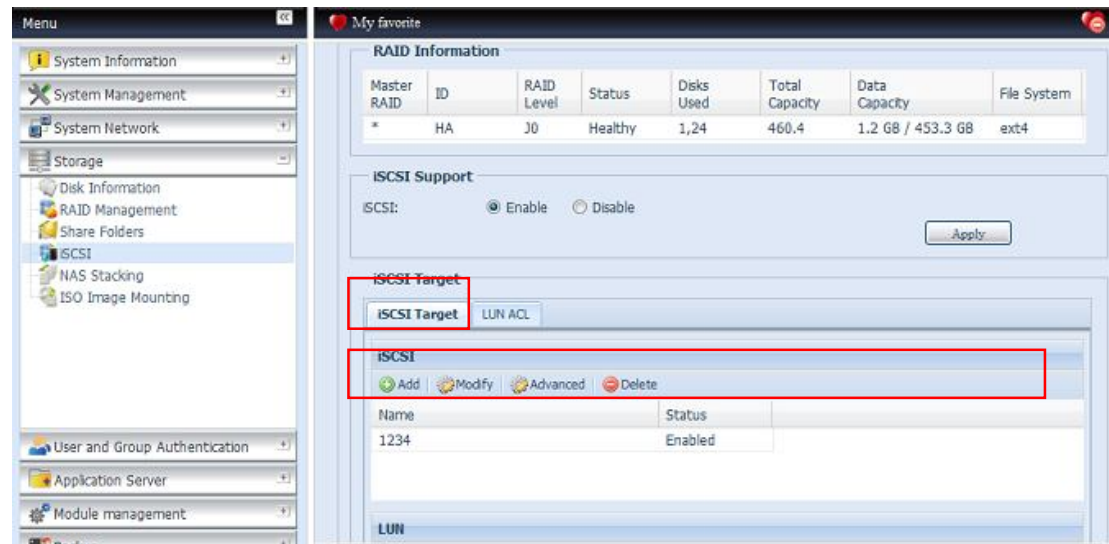 Menu
System Information
System Management
System Network
Storage
Disk Information
RAID Management
Share Folders
iSCSI
NAS Stacking
ISO Image Mounting
User and Group Authentication
Application Server
Module management
My favorite
RAID Information
Master RAID ID RAID Level Status Disks Used Total Capacity Data Capacity File System
* HA J0 Healthy 1,24 460.4 1.2 GB / 453.3 GB ext4
iSCSI Support
iSCSI: Enable Disable
Apply
iSCSI Target
iSCSI Target LUN ACL
iSCSI
Add Modify Advanced Delete
Name Status
1234 Enabled
LUN